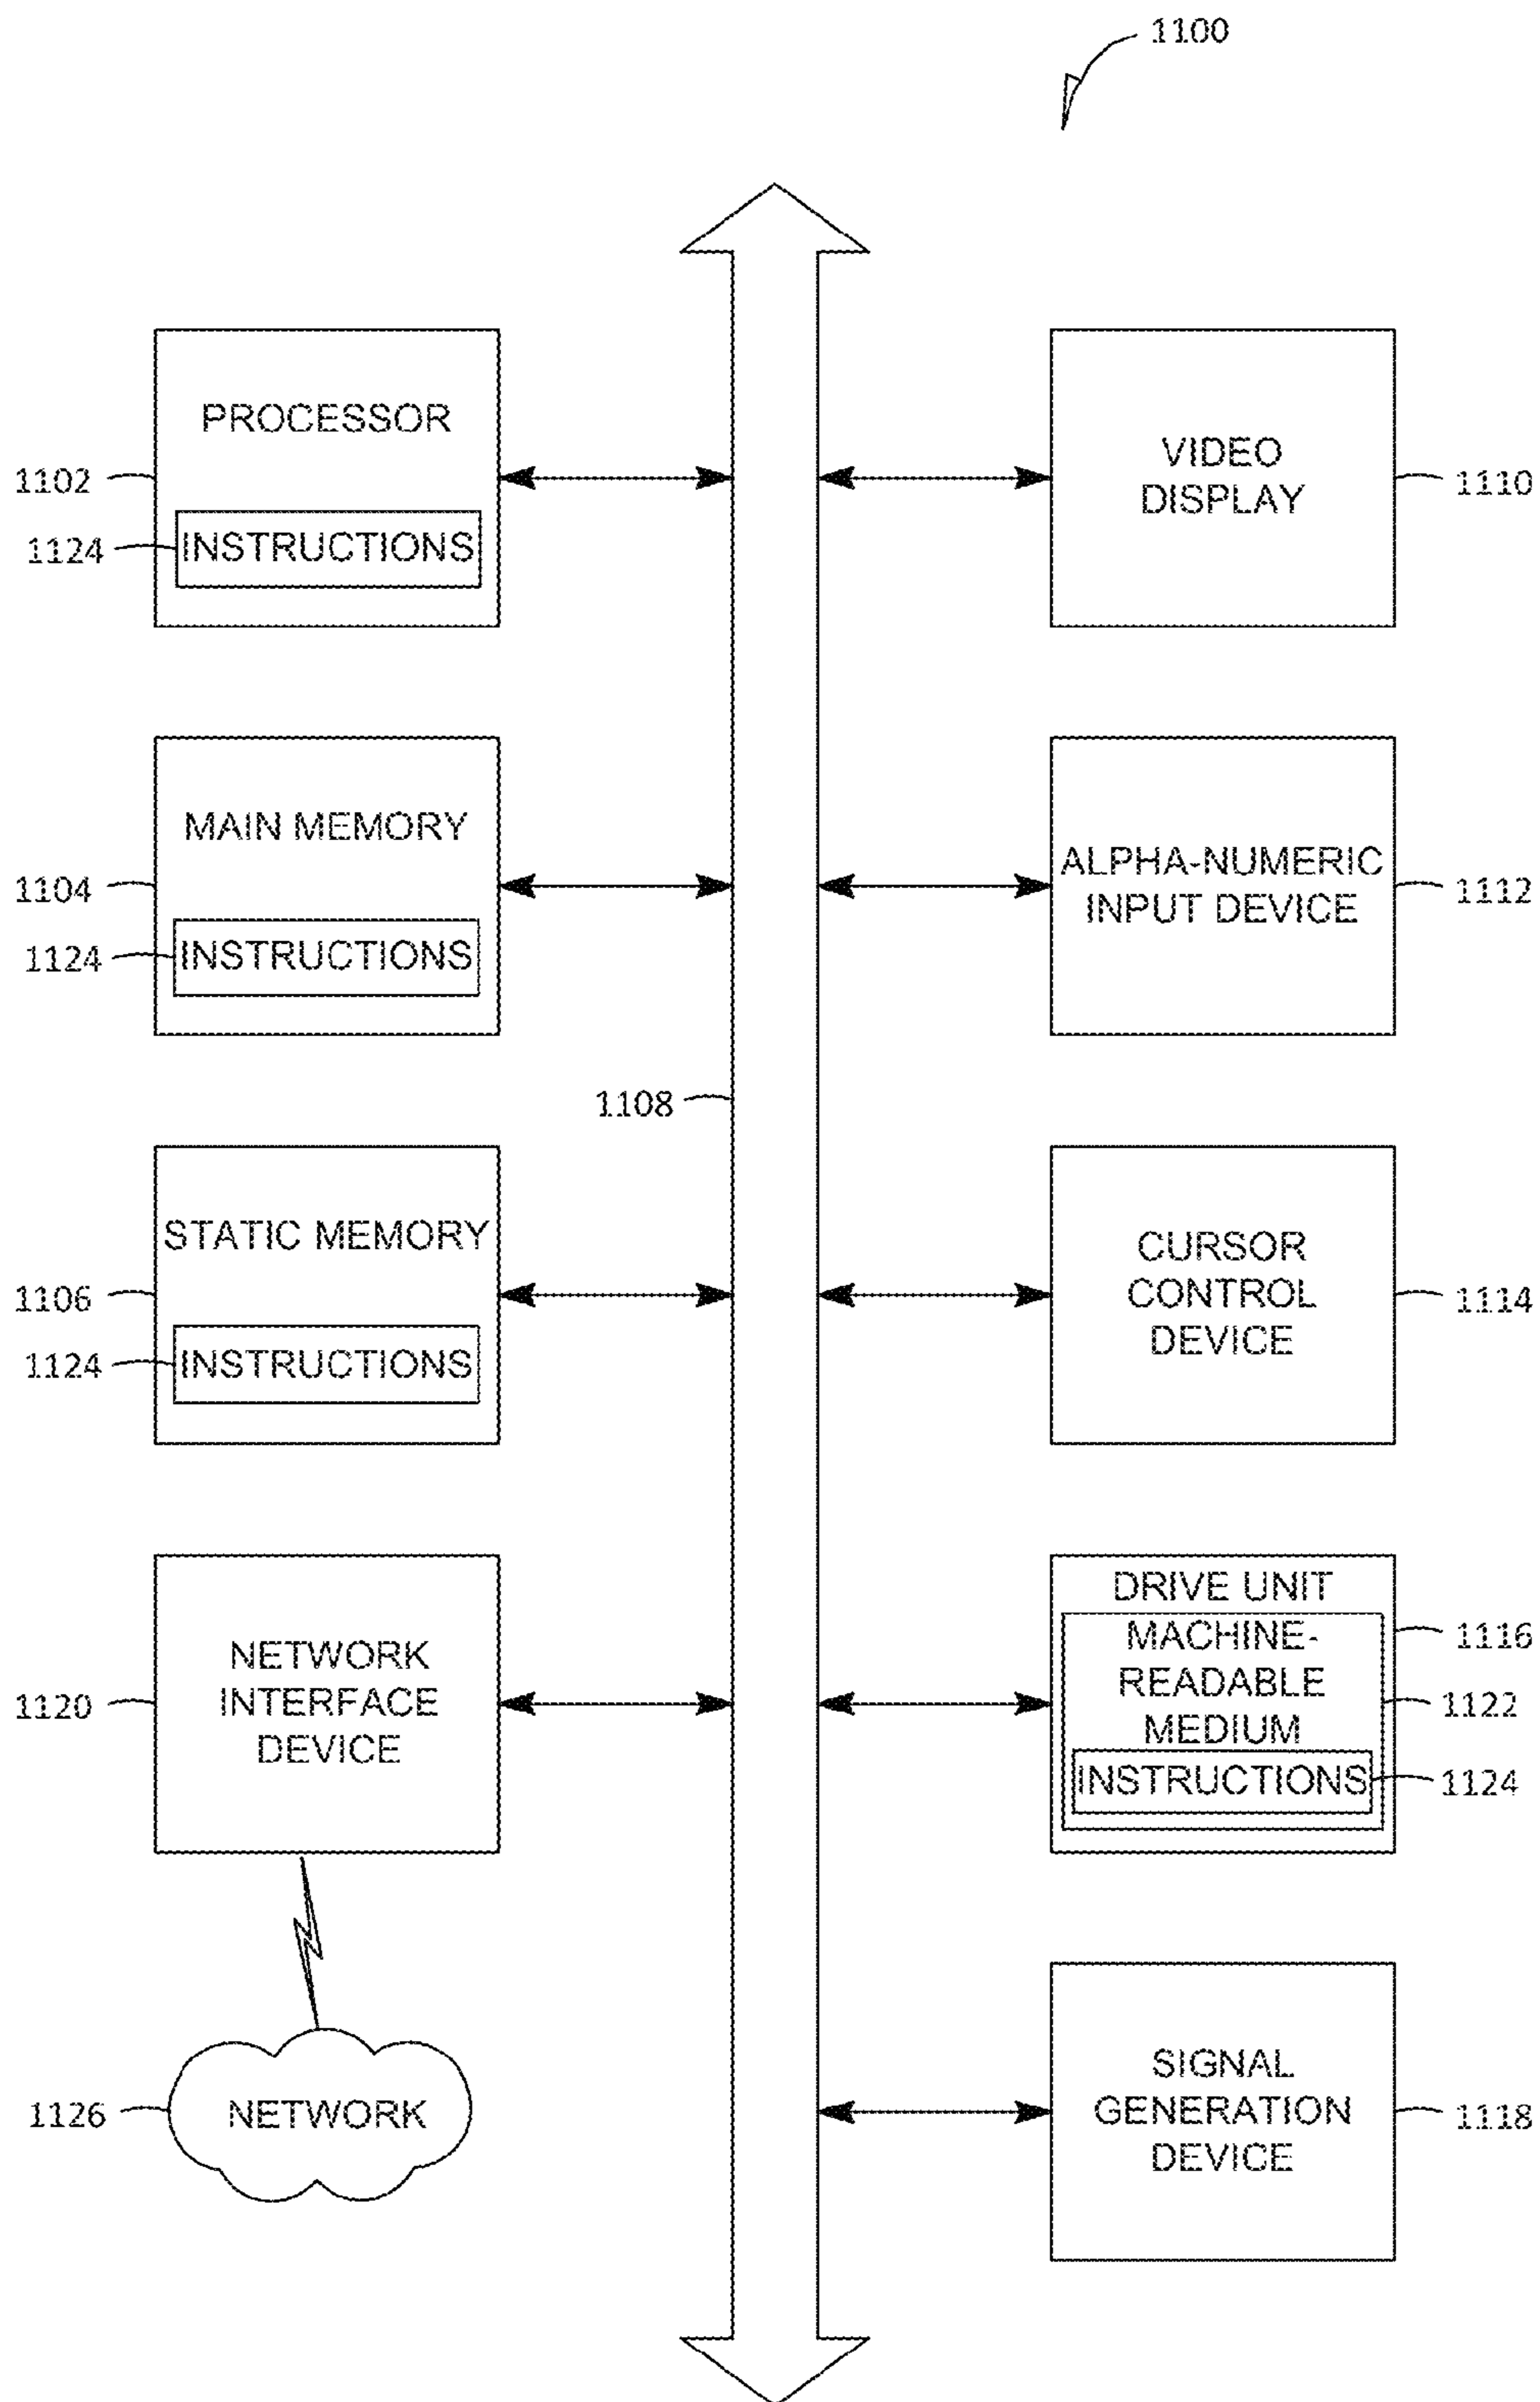 1100
PROCESSOR
1102
1124
INSTRUCTIONS
MAIN MEMORY
1104
1124
INSTRUCTIONS
1108
STATIC MEMORY
1106
1124
INSTRUCTIONS
NETWORK
INTERFACE
DEVICE
1120
1126
NETWORK
VIDEO
DISPLAY
1110
ALPHA-NUMERIC
INPUT DEVICE
1112
CURSOR
CONTROL
DEVICE
1114
DRIVE UNIT
1116
MACHINE-
READABLE
MEDIUM
1122
INSTRUCTIONS
1124
SIGNAL
GENERATION
DEVICE
1118